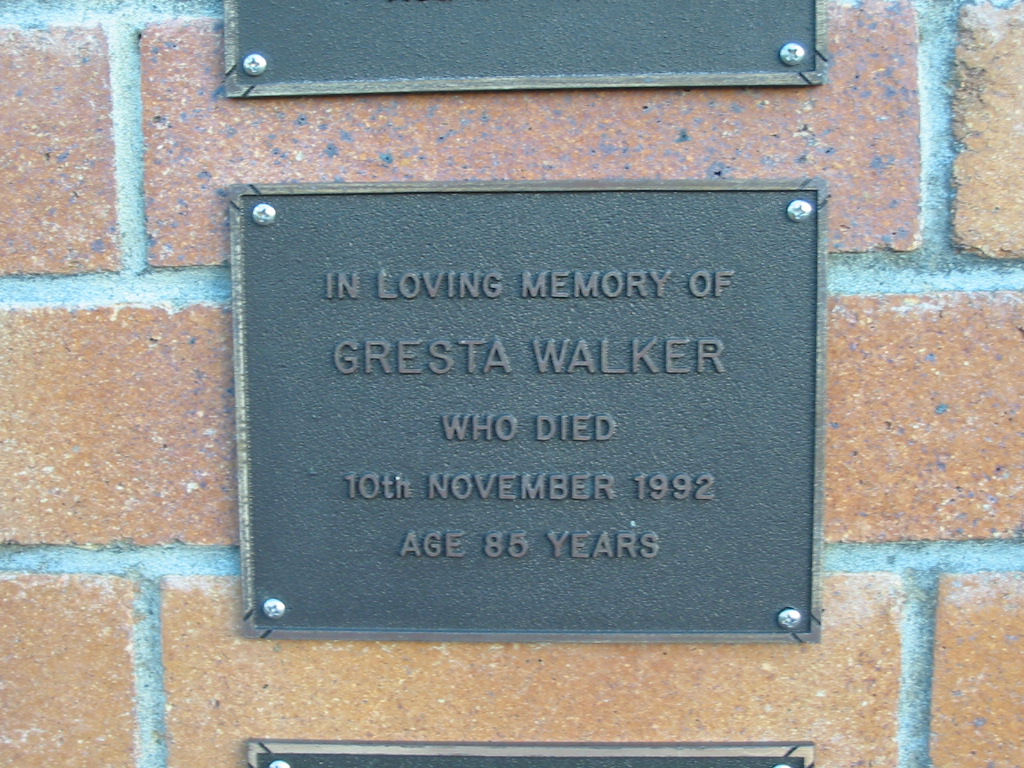 IN LOVING MEMORY OF
GRESTA WALKER
WHO DIED
10th NOVEMBER 1992
AGE 85 YEARS